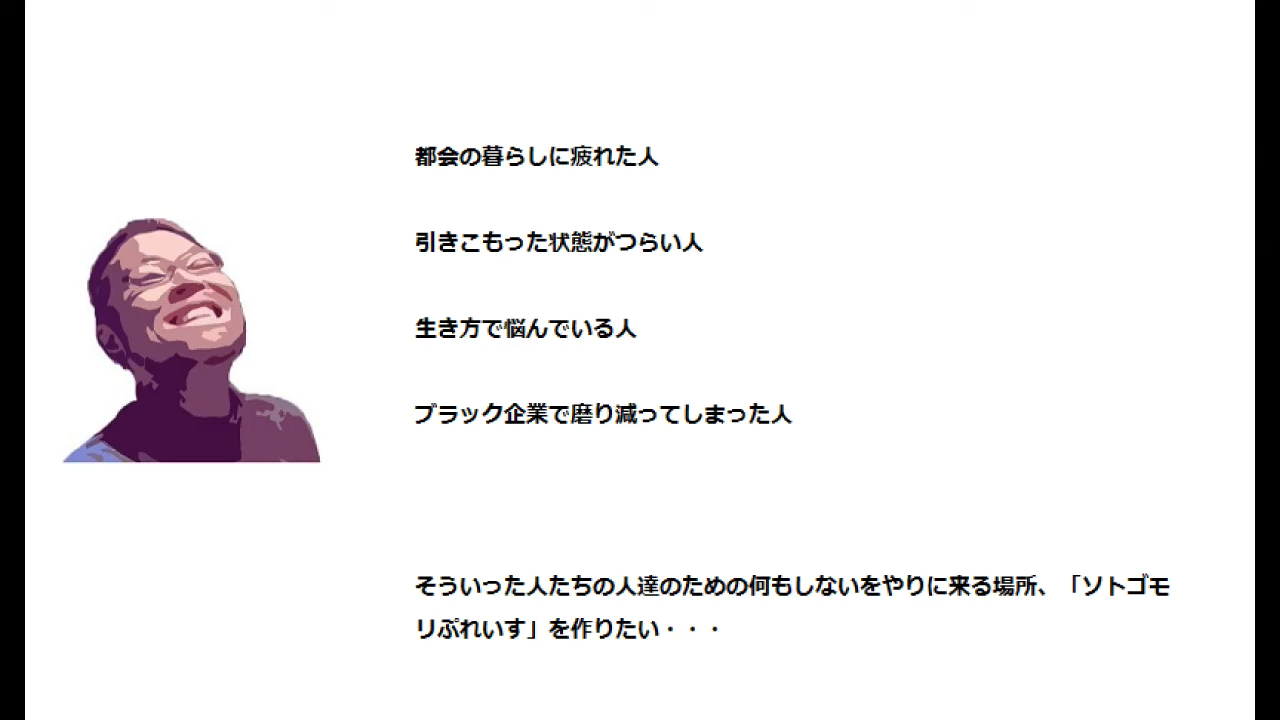 都会の暮らしに疲れた人
引きこもった状態がつらい人
生き方で悩んでいる人
ブラック企業で磨り減ってしまった人
そういった人たちの人達のための何もしないをやりに来る場所、「ソトゴモ
リぷれいす」を作りたい・・・